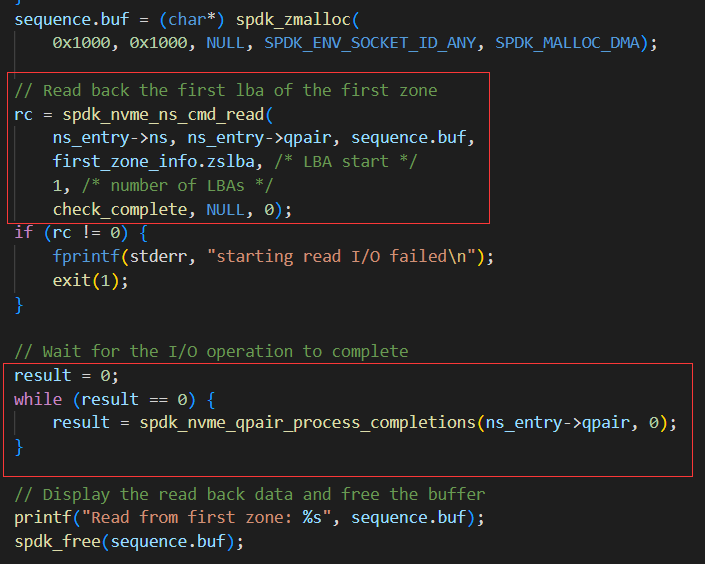 }
sequence.buf = (char*) spdk_zmalloc(
    0x1000, 0x1000, NULL, SPDK_ENV_SOCKET_ID_ANY, SPDK_MALLOC_DMA);

// Read back the first lba of the first zone
rc = spdk_nvme_ns_cmd_read(
    ns_entry->ns, ns_entry->qpair, sequence.buf,
    first_zone_info.zslba, /* LBA start */
    1, /* number of LBAs */
    check_complete, NULL, 0);
if (rc != 0) {
    fprintf(stderr, "starting read I/O failed\n");
    exit(1);
}

// Wait for the I/O operation to complete
result = 0;
while (result == 0) {
    result = spdk_nvme_qpair_process_completions(ns_entry->qpair, 0);
}

// Display the read back data and free the buffer
printf("Read from first zone: %s", sequence.buf);
spdk_free(sequence.buf);